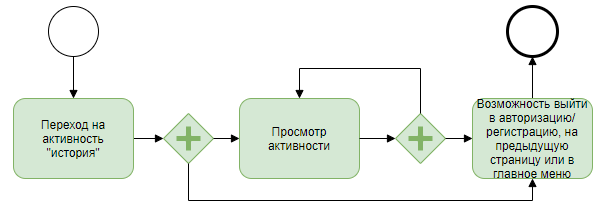 Переход на
активность
"история"
Просмотр
активности
Возможность выйти
в авторизацию/
регистрацию, на
предыдущую
страницу или в
главное меню